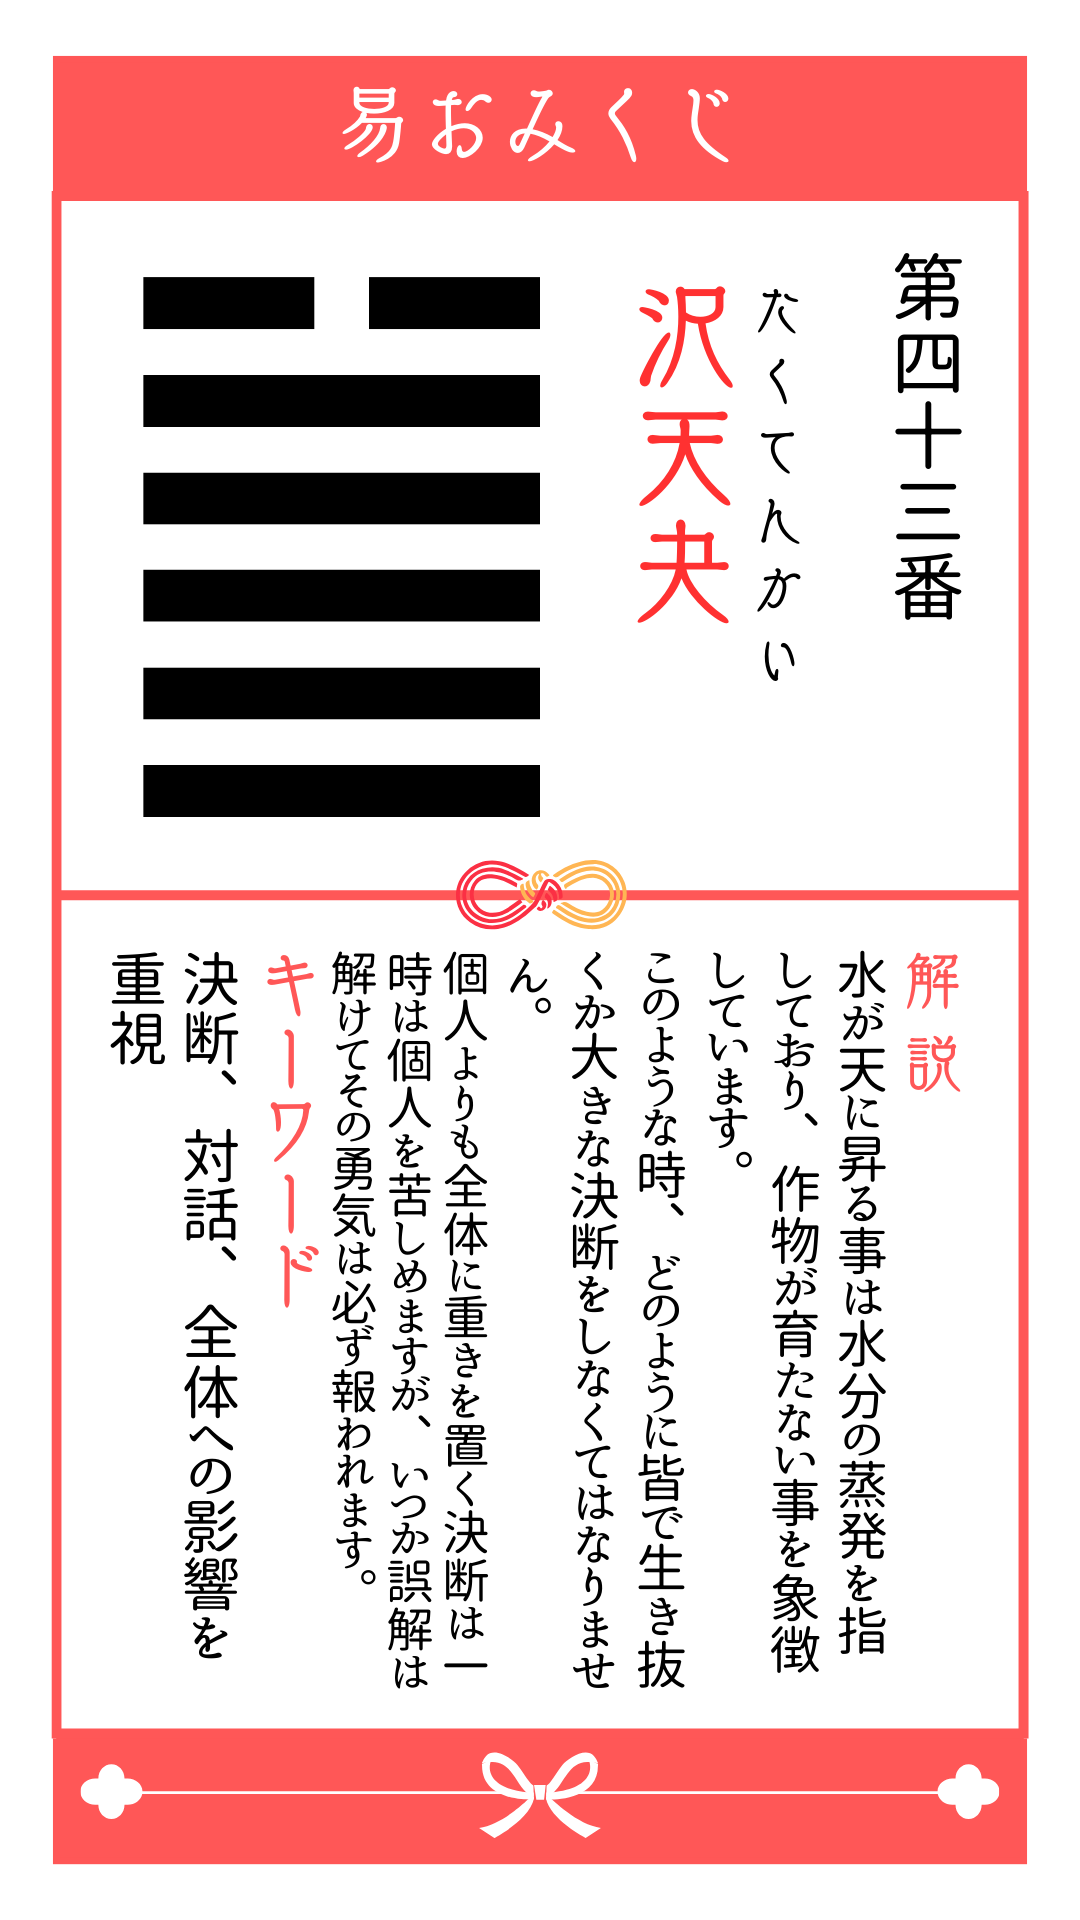 易おみくじ
第四十三番
たくてんかい
沢天夬
解説
水が天に昇る事は水分の蒸発を指
しており、作物が育たない事を象徴
しています。
このような時、どのように皆で生き抜
くか大きな決断をしなくてはなりませ
ん。
個人よりも全体に重きを置く決断は一
時は個人を苦しめますが、いつか誤解は
解けてその勇気は必ず報われます。
キーワード
決断、対話、全体への影響を
重視